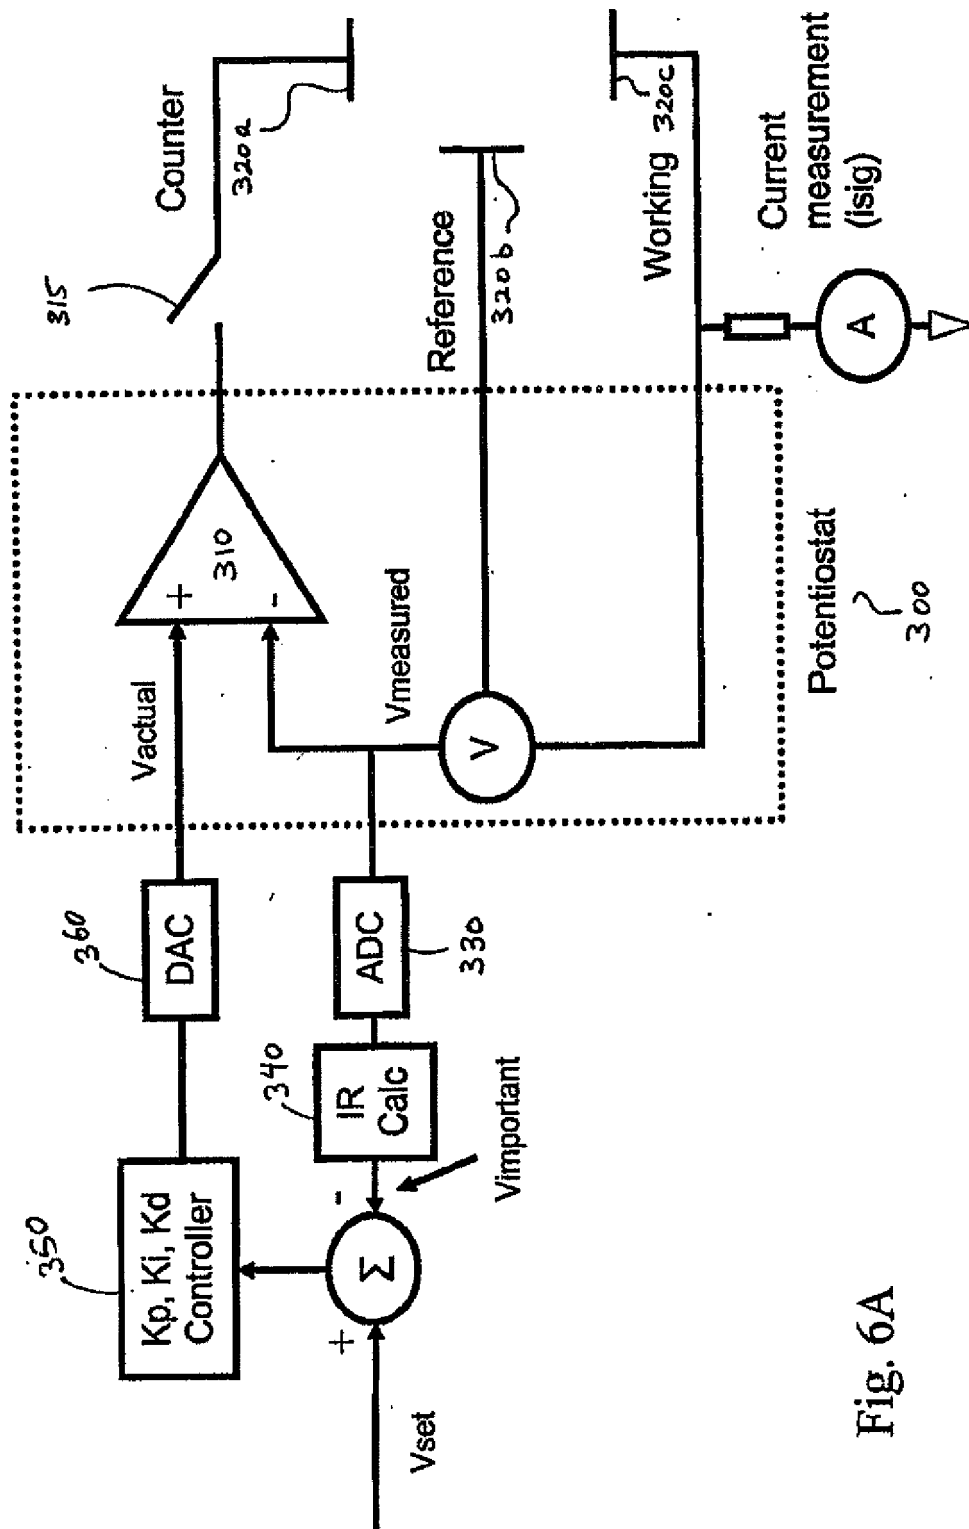 Counter
320a
315
310
+
-
Vactual
360
DAC
350
Kp, Ki, Kd
Controller
Reference
320b
Vmeasured
V
ADC
330
340
IR
Calc
Vimportant
-
Σ
+
Vset
320c
Working
Current
measurement
(isig)
A
Potentiostat
300
Fig. 6A